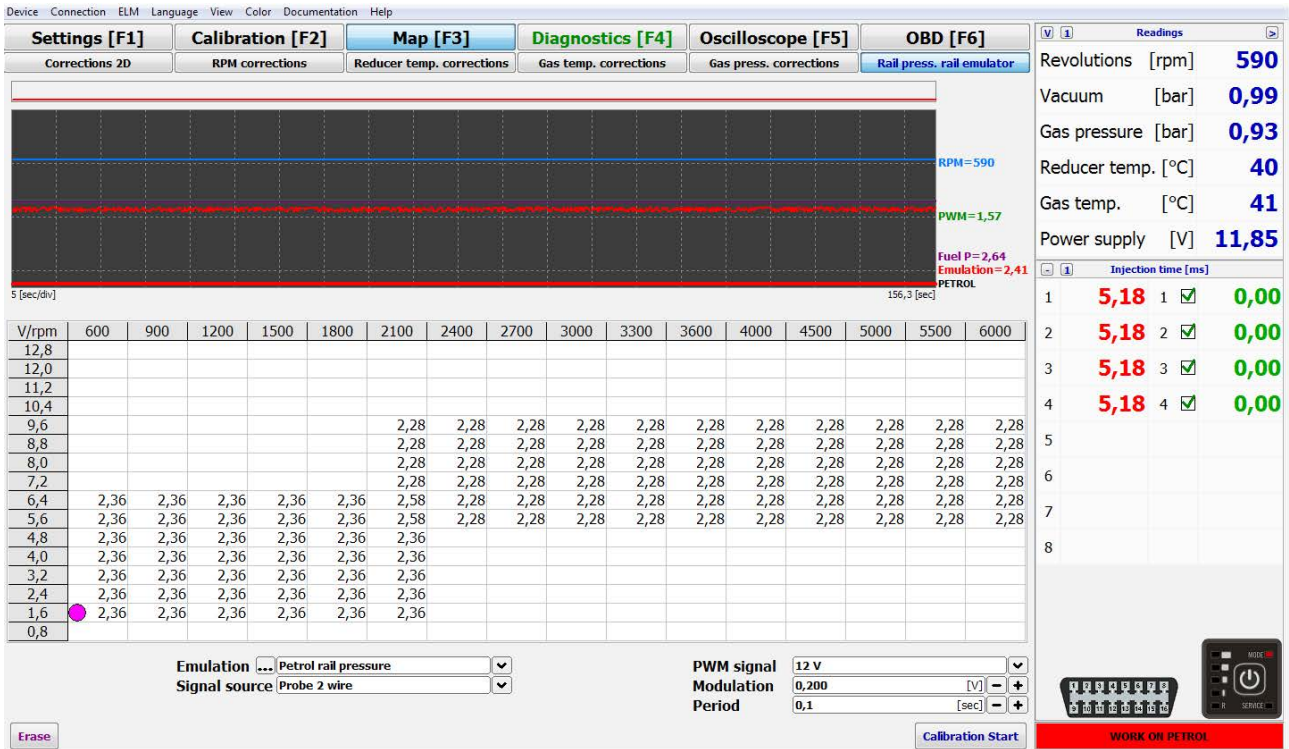 Device Connection ELM Language View Color Documentation Help
Settings [F1] Calibration [F2] Map [F3] Diagnostics [F4] Oscilloscope [F5] OBD [F6]
Corrections 2D RPM corrections Reducer temp. corrections Gas temp. corrections Gas press. corrections Rail press. rail emulator
RPM=590
PWM=1,57
Fuel P=2,64
Emulation=2,41
PETROL
5 [sec/div] 156,3 [sec]
V/rpm 600 900 1200 1500 1800 2100 2400 2700 3000 3300 3600 4000 4500 5000 5500 6000
12,8
12,0
11,2
10,4
9,6 2,28 2,28 2,28 2,28 2,28 2,28 2,28 2,28 2,28 2,28 2,28
8,8 2,28 2,28 2,28 2,28 2,28 2,28 2,28 2,28 2,28 2,28 2,28
8,0 2,28 2,28 2,28 2,28 2,28 2,28 2,28 2,28 2,28 2,28 2,28
7,2 2,28 2,28 2,28 2,28 2,28 2,28 2,28 2,28 2,28 2,28 2,28
6,4 2,36 2,36 2,36 2,36 2,36 2,58 2,28 2,28 2,28 2,28 2,28 2,28 2,28 2,28 2,28 2,28
5,6 2,36 2,36 2,36 2,36 2,36 2,58 2,28 2,28 2,28 2,28 2,28 2,28 2,28 2,28 2,28 2,28
4,8 2,36 2,36 2,36 2,36 2,36 2,36
4,0 2,36 2,36 2,36 2,36 2,36 2,36
3,2 2,36 2,36 2,36 2,36 2,36 2,36
2,4 2,36 2,36 2,36 2,36 2,36 2,36
1,6 2,36 2,36 2,36 2,36 2,36 2,36
0,8
Emulation ... Petrol rail pressure
Signal source Probe 2 wire
PWM signal 12 V
Modulation 0,200 [V] - +
Period 0,1 [sec] - +
Erase
Calibration Start
V 1 Readings >
Revolutions [rpm] 590
Vacuum [bar] 0,99
Gas pressure [bar] 0,93
Reducer temp. [°C] 40
Gas temp. [°C] 41
Power supply [V] 11,85
- 1 Injection time [ms]
1 5,18 1 0,00
2 5,18 2 0,00
3 5,18 3 0,00
4 5,18 4 0,00
5
6
7
8
1 2 3 4 5 6 7 8
9 10 11 12 13 14 15 16
MODE
R SERVICE
WORK ON PETROL